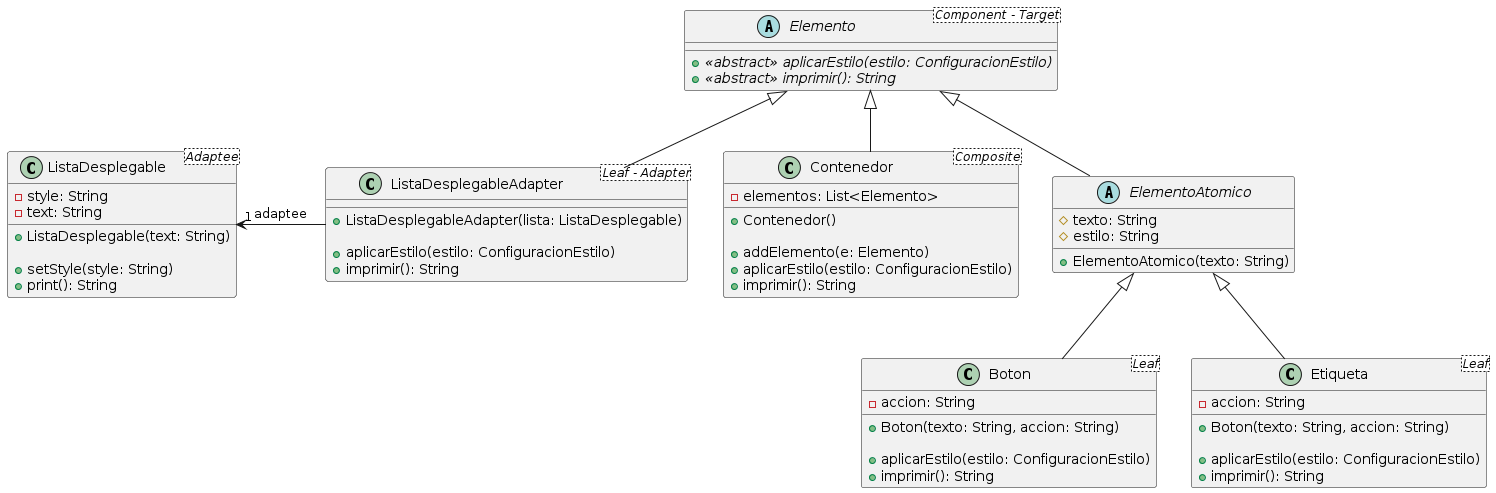 Elemento
Component - Target
«abstract» aplicarEstilo(estilo: ConfiguracionEstilo)
«abstract» imprimir(): String
ListaDesplegable
Adaptee
style: String
text: String
ListaDesplegable(text: String)
setStyle(style: String)
print(): String
1
adaptee
ListaDesplegableAdapter
Leaf - Adapter
ListaDesplegableAdapter(lista: ListaDesplegable)
aplicarEstilo(estilo: ConfiguracionEstilo)
imprimir(): String
Contenedor
Composite
elementos: List<Elemento>
Contenedor()
addElemento(e: Elemento)
aplicarEstilo(estilo: ConfiguracionEstilo)
imprimir(): String
ElementoAtomico
texto: String
estilo: String
ElementoAtomico(texto: String)
Boton
Leaf
accion: String
Boton(texto: String, accion: String)
aplicarEstilo(estilo: ConfiguracionEstilo)
imprimir(): String
Etiqueta
Leaf
accion: String
Boton(texto: String, accion: String)
aplicarEstilo(estilo: ConfiguracionEstilo)
imprimir(): String